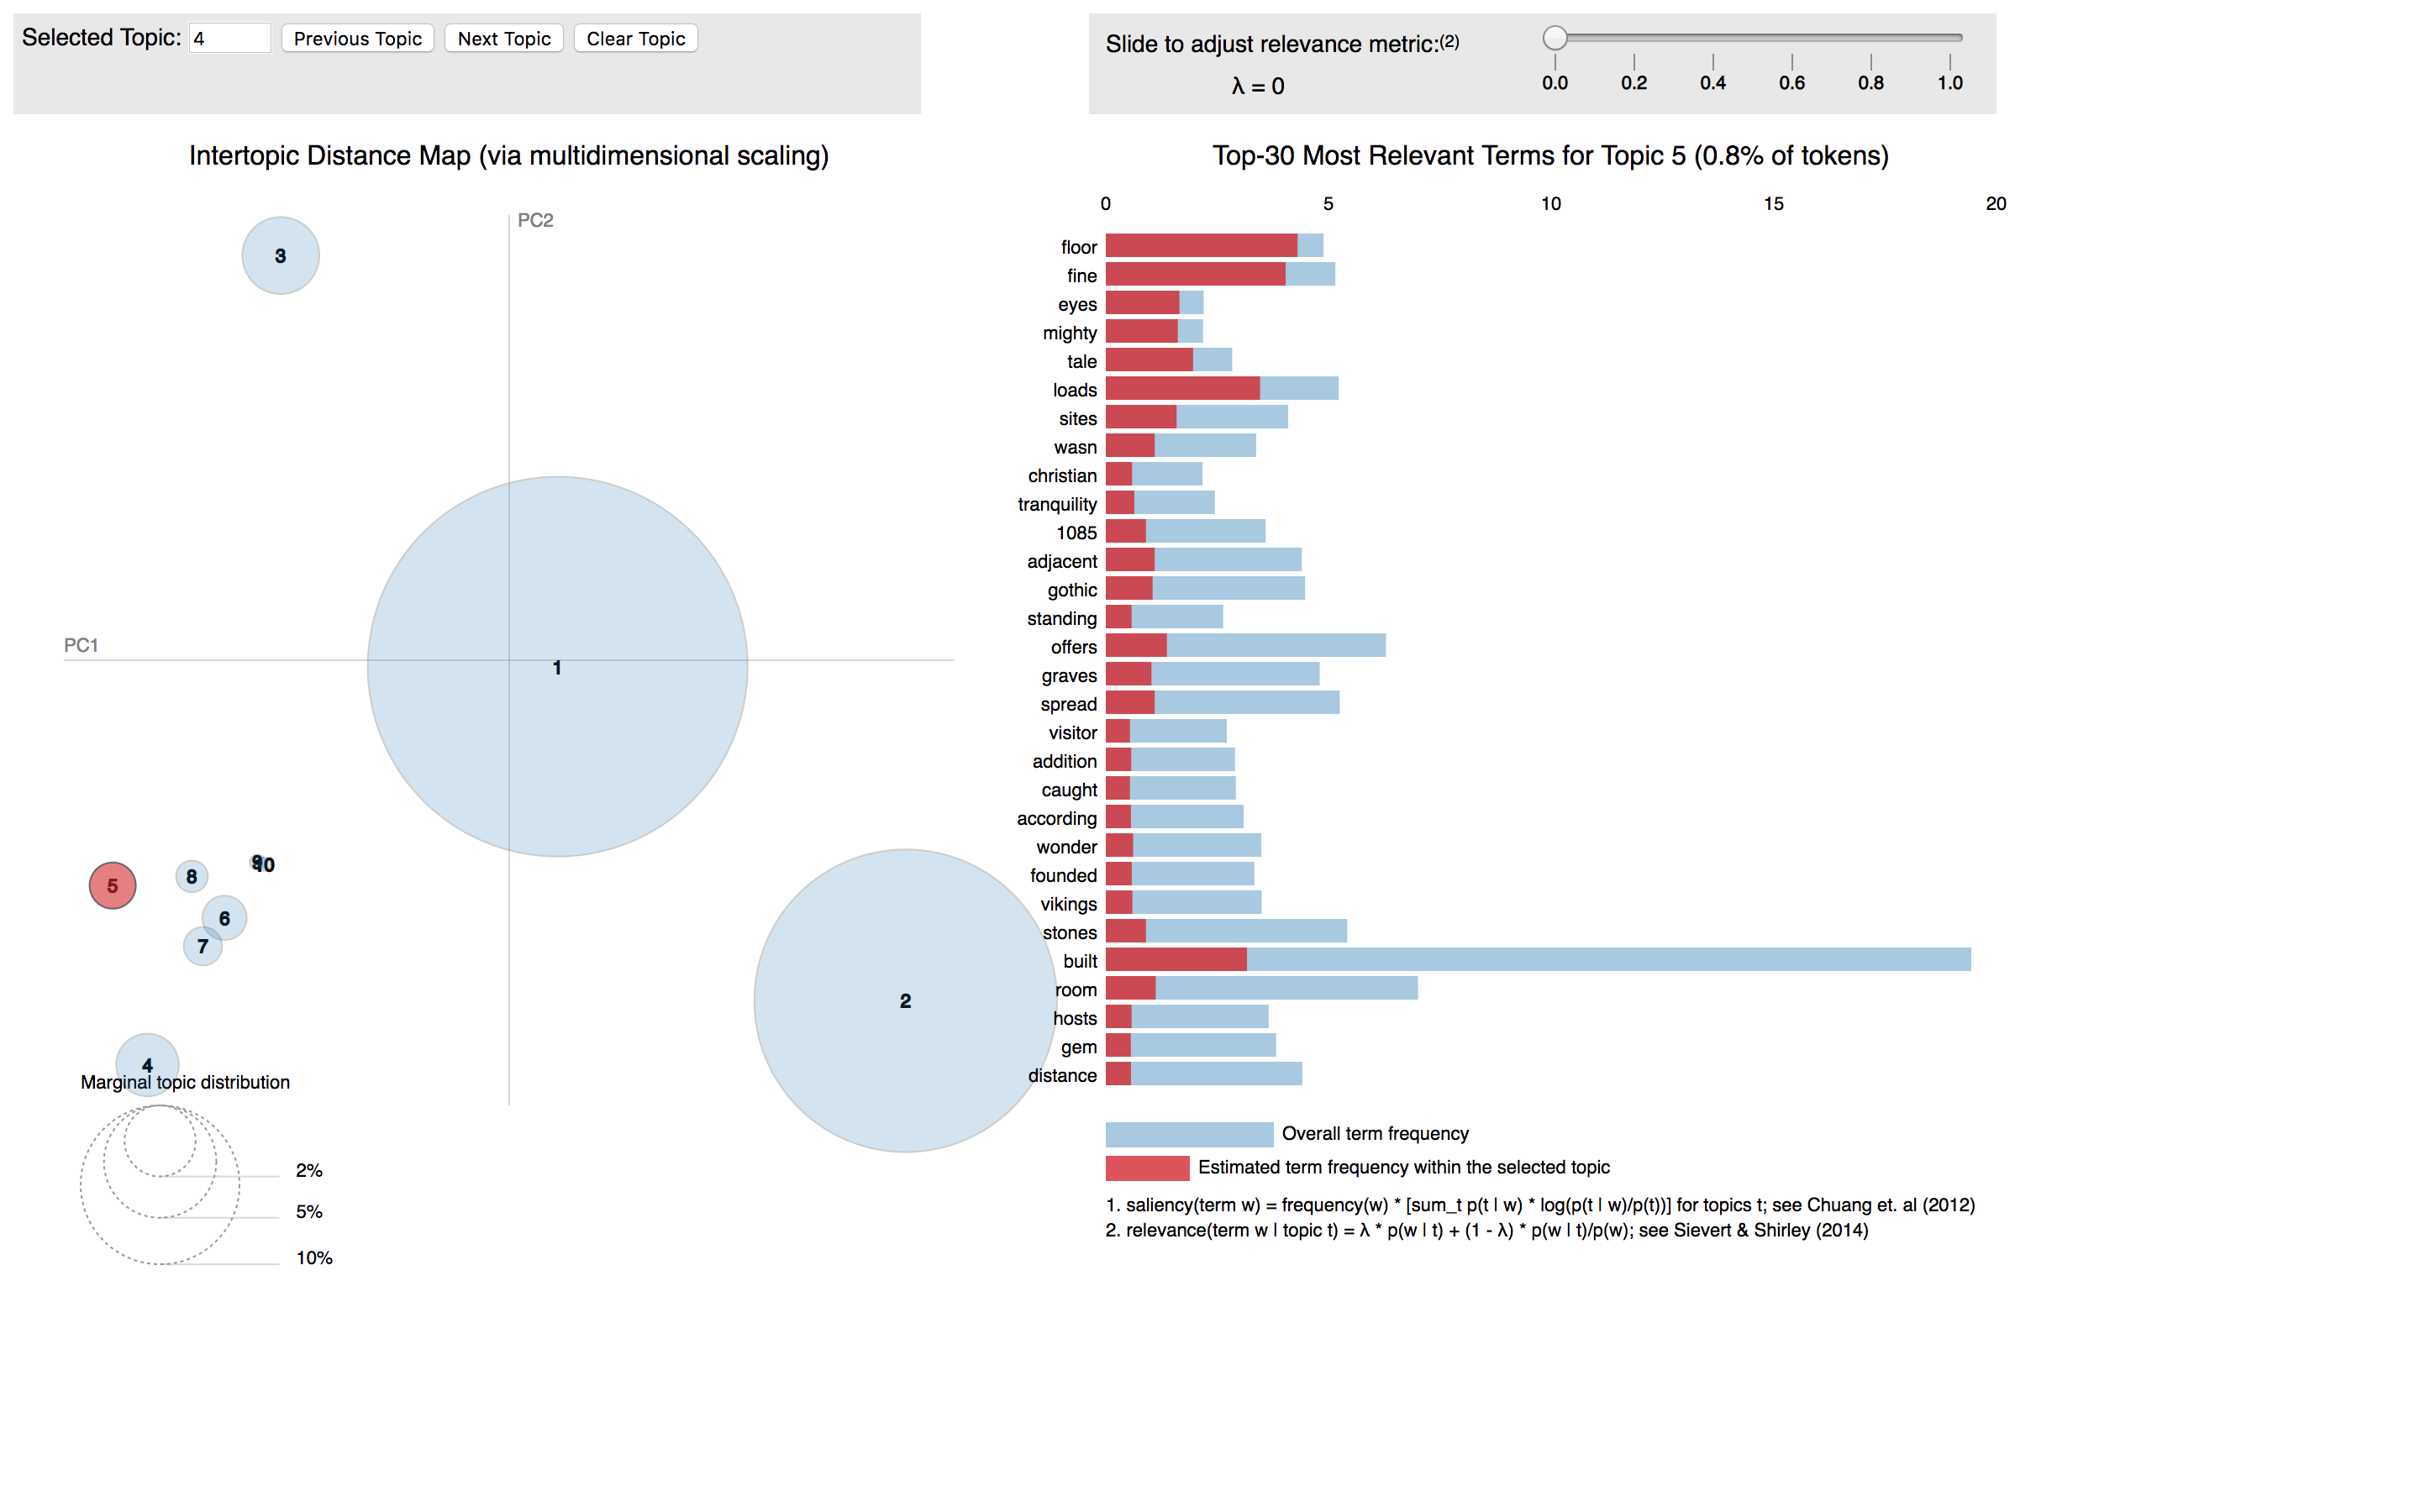 Selected Topic: 4 Previous Topic Next Topic Clear Topic
Slide to adjust relevance metric:(2)
λ = 0
0.0 0.2 0.4 0.6 0.8 1.0
Intertopic Distance Map (via multidimensional scaling)
PC2
PC1
3
1
5
8
9
10
6
7
2
4
Marginal topic distribution
2%
5%
10%
Top-30 Most Relevant Terms for Topic 5 (0.8% of tokens)
0 5 10 15 20
floor
fine
eyes
mighty
tale
loads
sites
wasn
christian
tranquility
1085
adjacent
gothic
standing
offers
graves
spread
visitor
addition
caught
according
wonder
founded
vikings
stones
built
room
hosts
gem
distance
Overall term frequency
Estimated term frequency within the selected topic
1. saliency(term w) = frequency(w) * [sum_t p(t | w) * log(p(t | w)/p(t))] for topics t; see Chuang et. al (2012)
2. relevance(term w | topic t) = λ * p(w | t) + (1 - λ) * p(w | t)/p(w); see Sievert & Shirley (2014)